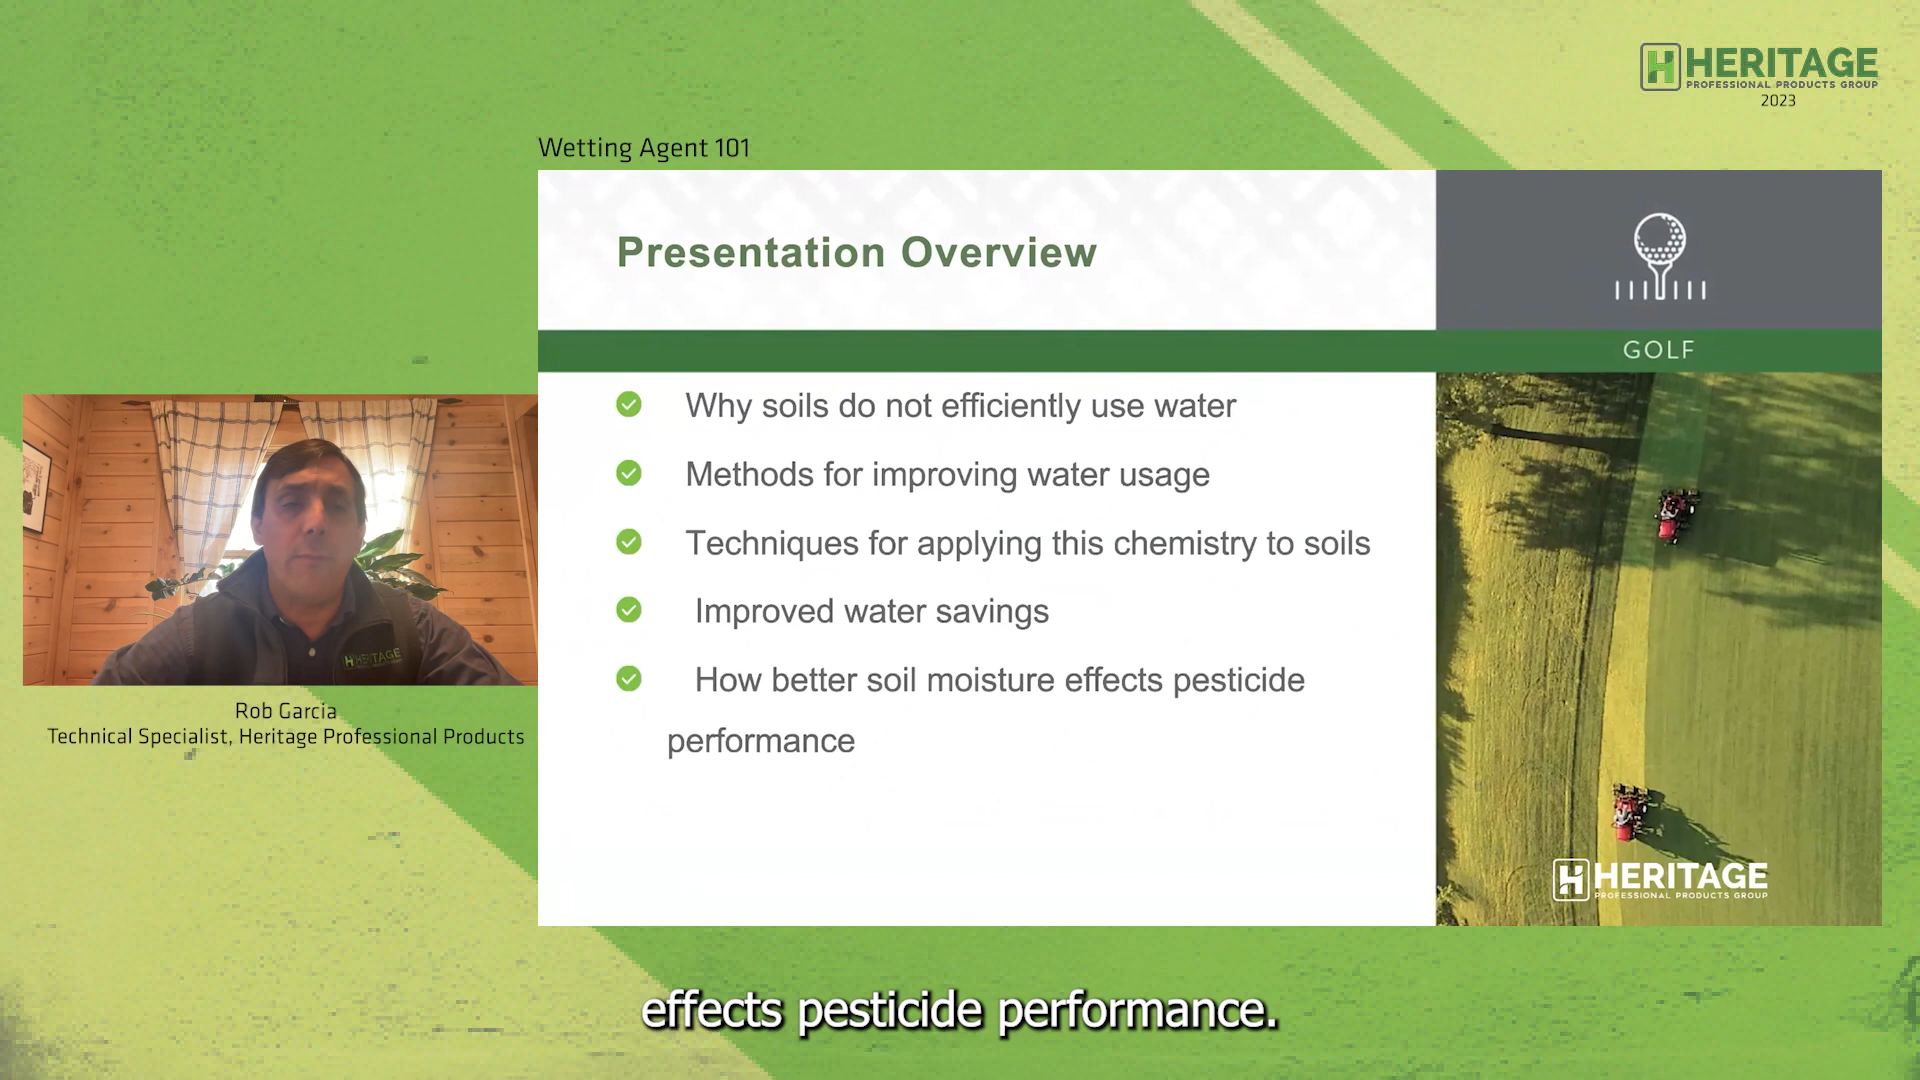 HERITAGE
PROFESSIONAL PRODUCTS GROUP
2023
Wetting Agent 101
Presentation Overview
GOLF
Why soils do not efficiently use water
Methods for improving water usage
Techniques for applying this chemistry to soils
Improved water savings
How better soil moisture effects pesticide
performance
HERITAGE
Rob Garcia
Technical Specialist, Heritage Professional Products
HERITAGE
PROFESSIONAL PRODUCTS GROUP
effects pesticide performance.